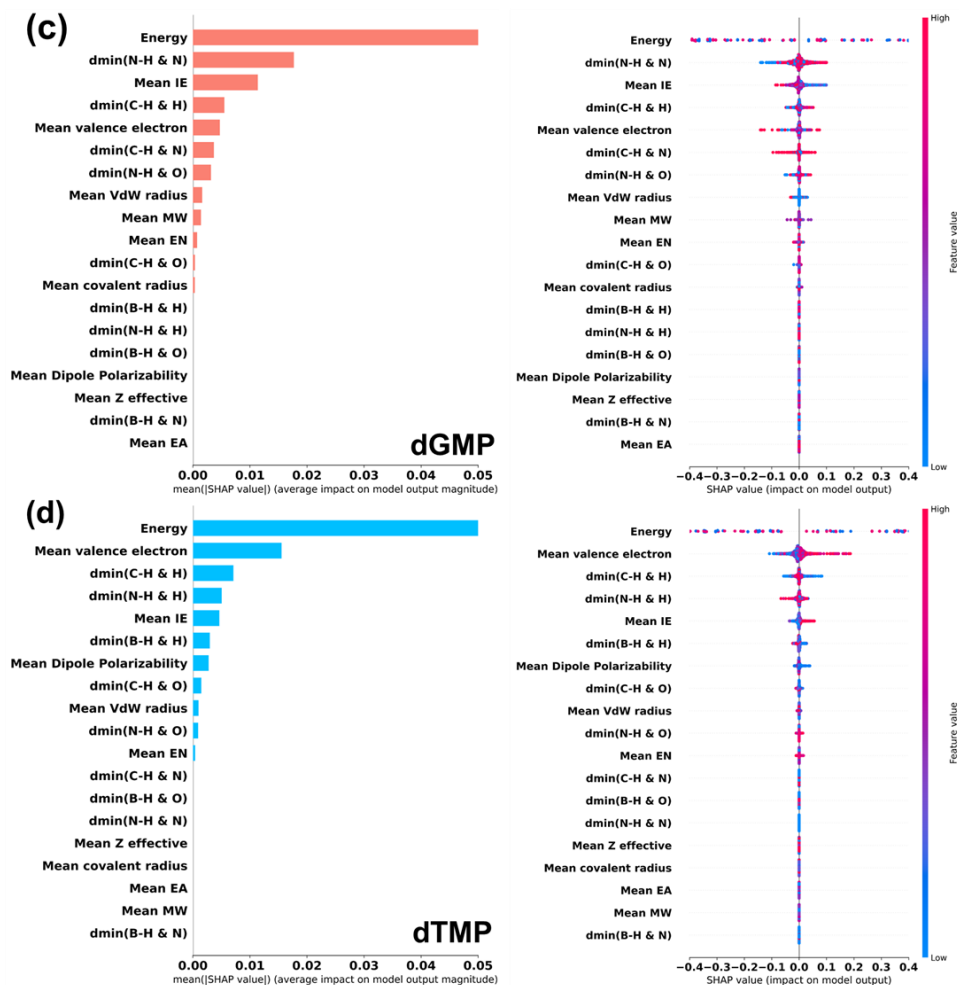 (c)
Energy
dmin(N-H & N)
Mean IE
dmin(C-H & H)
Mean valence electron
dmin(C-H & N)
dmin(N-H & O)
Mean VdW radius
Mean MW
Mean EN
dmin(C-H & O)
Mean covalent radius
dmin(B-H & H)
dmin(N-H & H)
dmin(B-H & O)
Mean Dipole Polarizability
Mean Z effective
dmin(B-H & N)
Mean EA
dGMP
0.00 0.01 0.02 0.03 0.04 0.05
mean(|SHAP value|) (average impact on model output magnitude)
Energy
dmin(N-H & N)
Mean IE
dmin(C-H & H)
Mean valence electron
dmin(C-H & N)
dmin(N-H & O)
Mean VdW radius
Mean MW
Mean EN
dmin(C-H & O)
Mean covalent radius
dmin(B-H & H)
dmin(N-H & H)
dmin(B-H & O)
Mean Dipole Polarizability
Mean Z effective
dmin(B-H & N)
Mean EA
−0.4 −0.3 −0.2 −0.1 0.0 0.1 0.2 0.3 0.4
SHAP value (impact on model output)
High
Feature value
Low
(d)
Energy
Mean valence electron
dmin(C-H & H)
dmin(N-H & H)
Mean IE
dmin(B-H & H)
Mean Dipole Polarizability
dmin(C-H & O)
Mean VdW radius
dmin(N-H & O)
Mean EN
dmin(C-H & N)
dmin(B-H & O)
dmin(N-H & N)
Mean Z effective
Mean covalent radius
Mean EA
Mean MW
dmin(B-H & N)
dTMP
0.00 0.01 0.02 0.03 0.04 0.05
mean(|SHAP value|) (average impact on model output magnitude)
Energy
Mean valence electron
dmin(C-H & H)
dmin(N-H & H)
Mean IE
dmin(B-H & H)
Mean Dipole Polarizability
dmin(C-H & O)
Mean VdW radius
dmin(N-H & O)
Mean EN
dmin(C-H & N)
dmin(B-H & O)
dmin(N-H & N)
Mean Z effective
Mean covalent radius
Mean EA
Mean MW
dmin(B-H & N)
−0.4 −0.3 −0.2 −0.1 0.0 0.1 0.2 0.3 0.4
SHAP value (impact on model output)
High
Feature value
Low